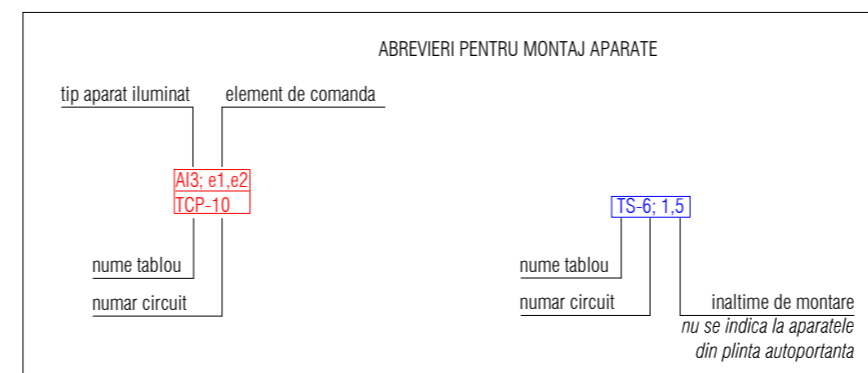 ABREVIERI PENTRU MONTAJ APARATE
tip aparat iluminat
element de comanda
AI3; e1,e2
TCP-10
nume tablou
numar circuit
TS-6; 1,5
nume tablou
numar circuit
inaltime de montare
nu se indica la aparatele
din plinta autoportanta